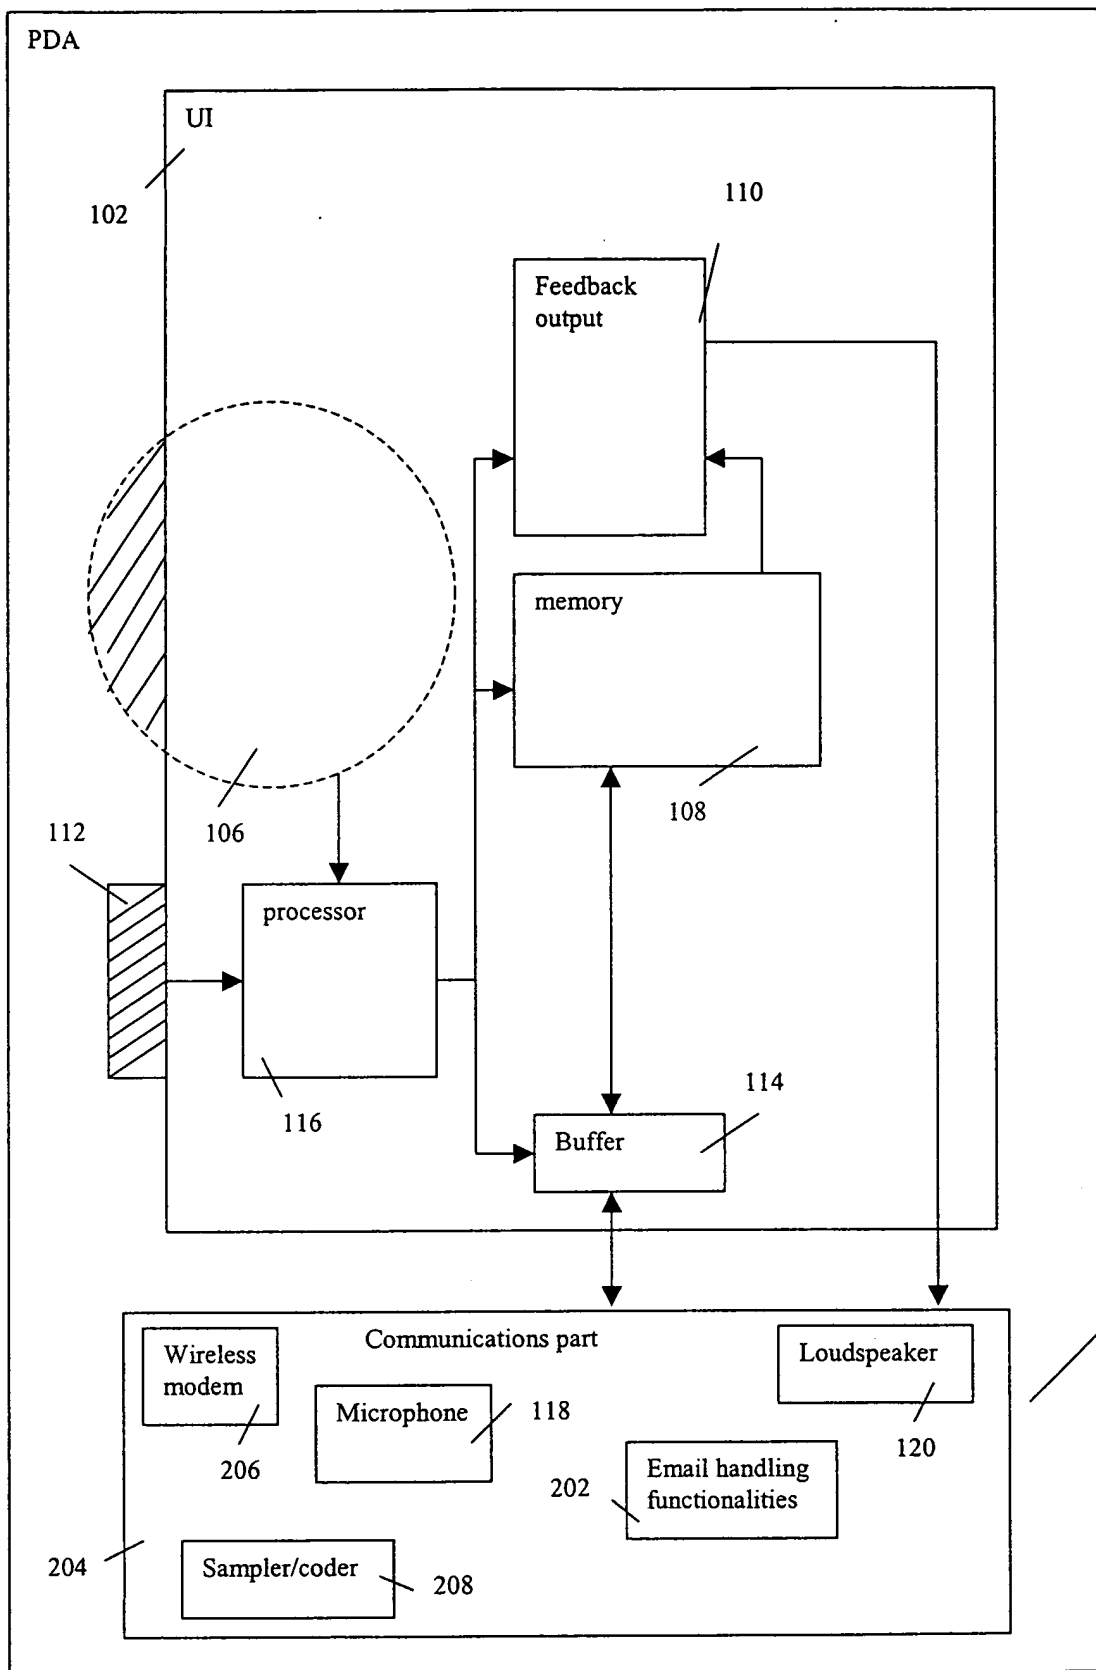 PDA
UI
102
110
Feedback
output
memory
108
106
112
processor
116
114
Buffer
Communications part
Wireless
modem
206
Microphone
118
Loudspeaker
120
202
Email handling
functionalities
204
Sampler/coder
208